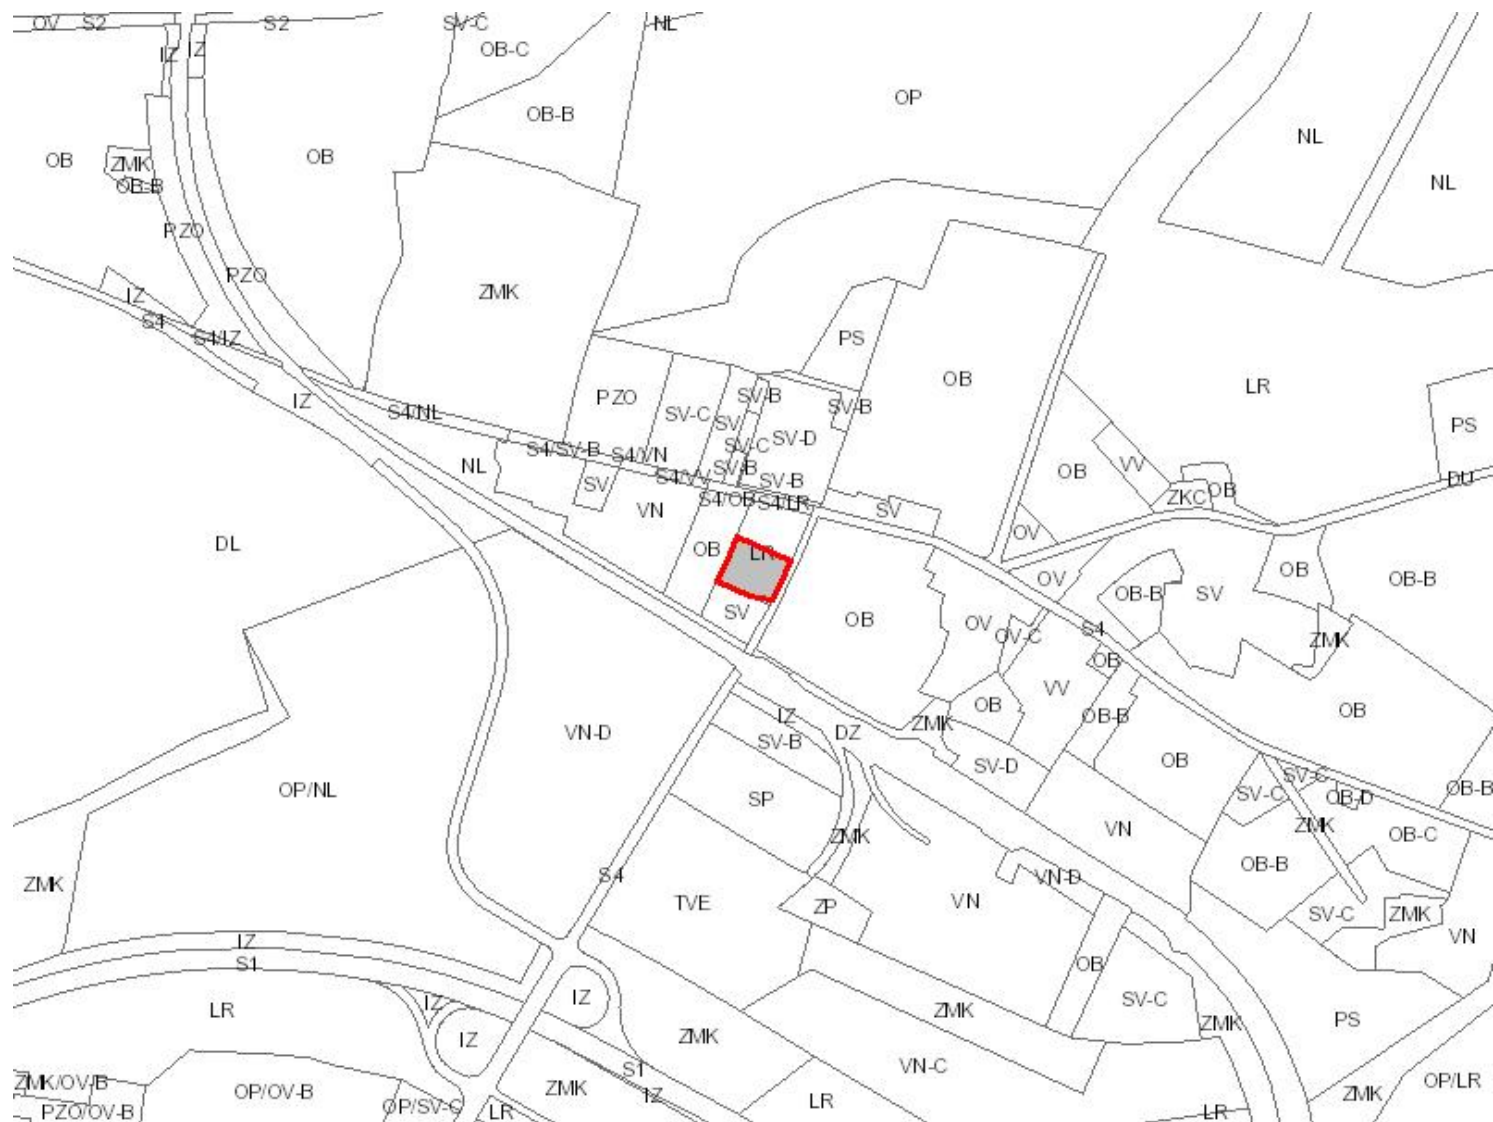 OV S2 S2 SV-C NL
IZ IZ OB-C
OP
OB-B
OB ZMK OB NL
OB-B NL
PZO
PZO
IZ ZMK
S4 S4/IZ PS
OB LR
IZ PZO SV-B SV-B
S4/NL SV-C SV PS
SV-C SV-D
S4/SV-B S4/VN
NL SV-B OB VV
SV S4/VV SV-B DU
S4/OB S4/LR ZKC OB
VN SV
OV
DL OB LR
OV OB OB-B
OB-B SV
SV OB OV OV-C S4 ZMK
OB
VV
OB OB
IZ ZMK OB-B
VN-D DZ
SV-B
OB
SV-D SV-C
OP/NL SP SV-C OB-D OB-B
ZMK VN ZMK OB-C
OB-B
S4 VN-D
ZMK TVE ZP VN
SV-C ZMK
IZ VN
S1 OB
IZ IZ SV-C
LR ZMK ZMK PS
IZ ZMK
VN-C
S1
ZMK/OV-B OP/OV-B ZMK IZ ZMK OP/LR
PZO/OV-B OP/SV-C LR LR LR